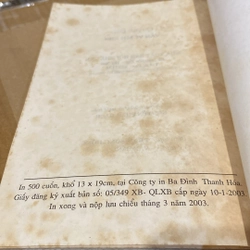 In 500 cuốn, khổ 13 x 19cm, tại Công ty in Ba Đình Thanh Hóa.
Giấy đăng ký xuất bản số: 05/349 XB- QLXB cấp ngày 10-1-2003.
In xong và nộp lưu chiểu tháng 3 năm 2003.